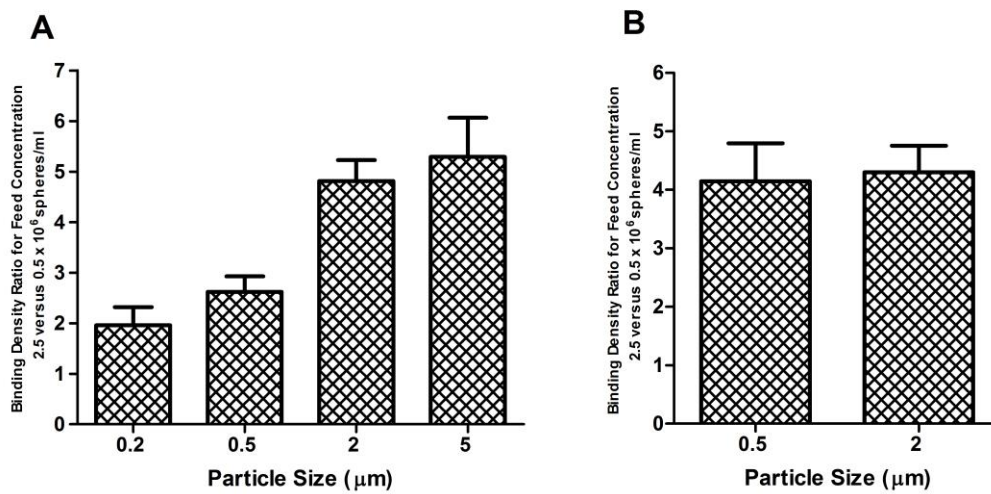 A
Binding Density Ratio for Feed Concentration
2.5 versus 0.5 x 10⁶ spheres/ml
7
6
5
4
3
2
1
0
0.2 0.5 2 5
Particle Size (μm)
B
Binding Density Ratio for Feed Concentration
2.5 versus 0.5 x 10⁶ spheres/ml
6
5
4
3
2
1
0
0.5 2
Particle Size (μm)